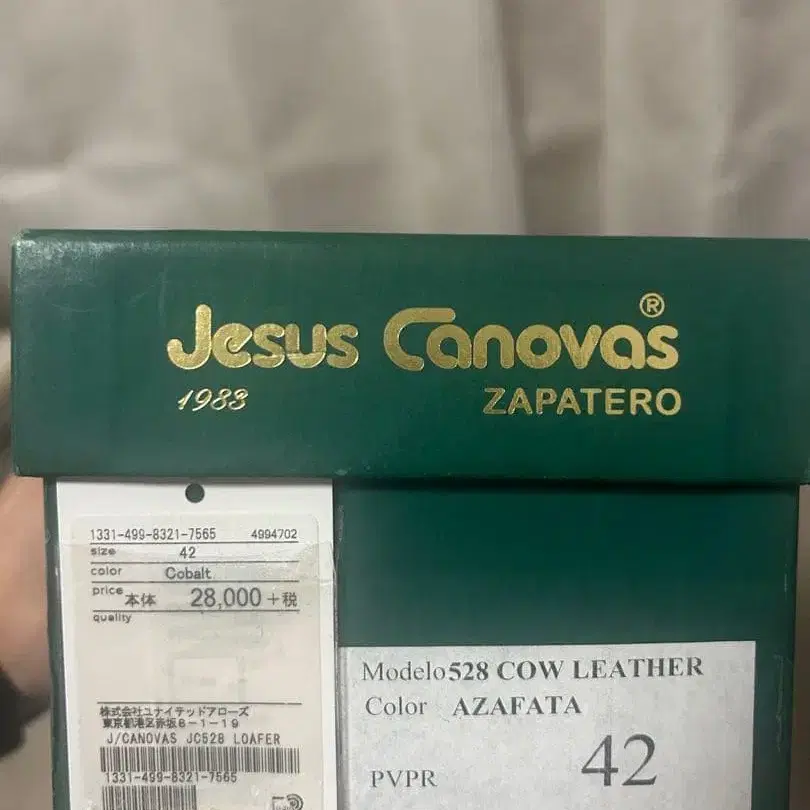 Jesus Canovas®
1983 ZAPATERO
1331-499-8321-7565 4994702
size 42
color Cobalt
price 本体 28,000+税
quality
株式会社ユナイテッドアローズ
東京都港区赤坂8-1-19
J/CANOVAS JC528 LOAFER
1331-499-8321-7565
Modelo 528 COW LEATHER
Color AZAFATA
PVPR 42